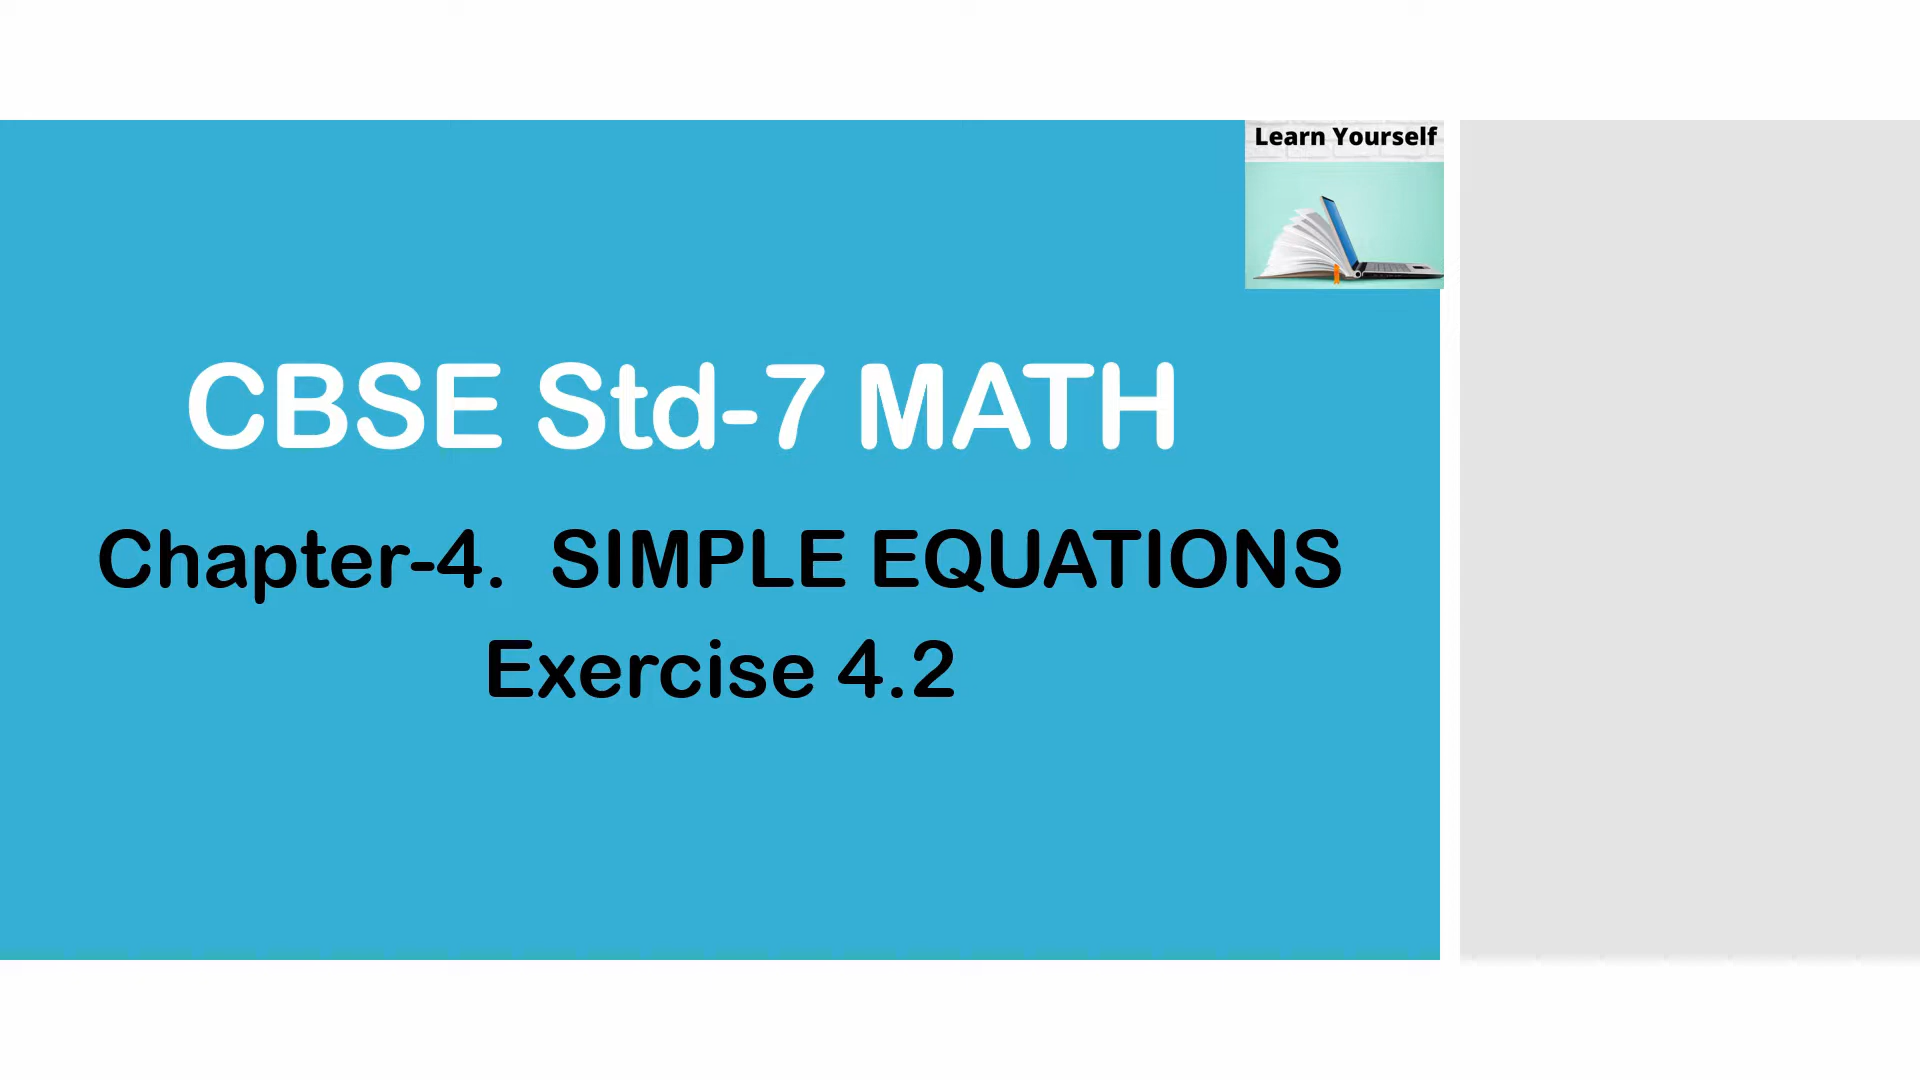 Learn Yourself
CBSE Std-7 MATH
Chapter-4. SIMPLE EQUATIONS
Exercise 4.2